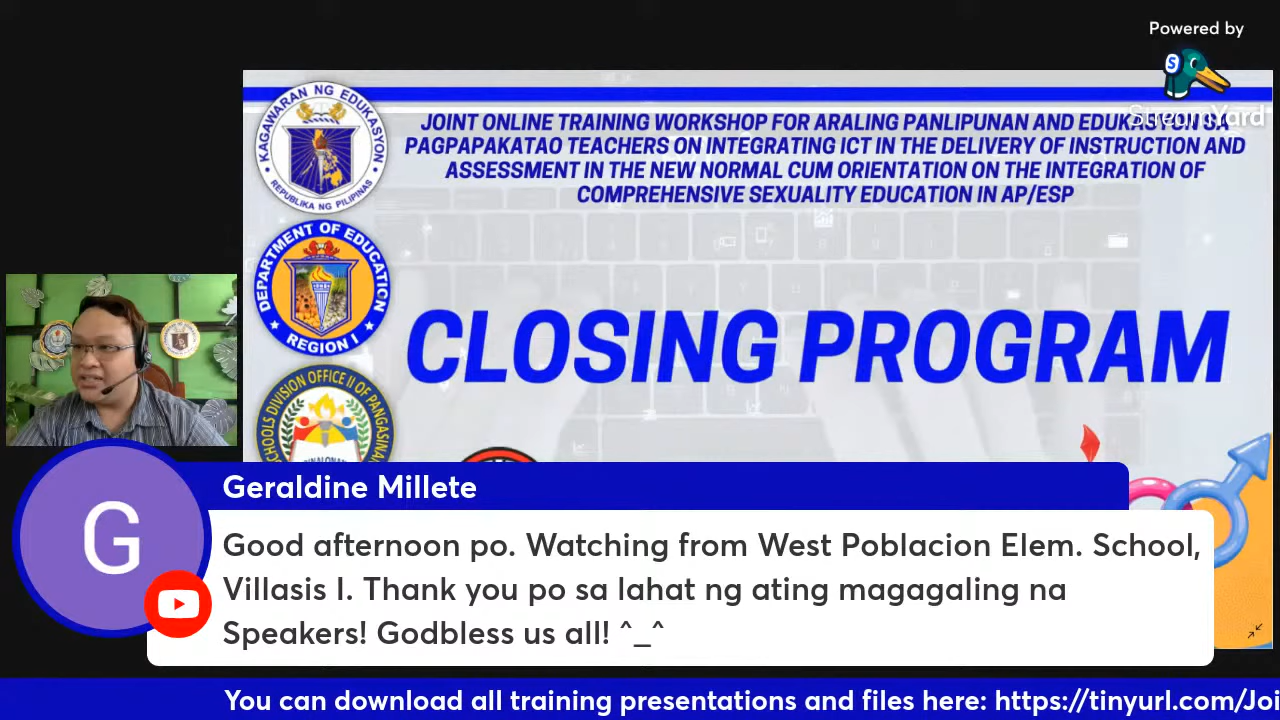 Powered by
StreamYard
KAGAWARAN NG EDUKASYON
REPUBLIKA NG PILIPINAS
JOINT ONLINE TRAINING WORKSHOP FOR ARALING PANLIPUNAN AND EDUKASYON SA
PAGPAPAKATAO TEACHERS ON INTEGRATING ICT IN THE DELIVERY OF INSTRUCTION AND
ASSESSMENT IN THE NEW NORMAL CUM ORIENTATION ON THE INTEGRATION OF
COMPREHENSIVE SEXUALITY EDUCATION IN AP/ESP
DEPARTMENT OF EDUCATION
REGION I
CLOSING PROGRAM
SCHOOLS DIVISION OFFICE II OF PANGASINAN
G
Geraldine Millete
Good afternoon po. Watching from West Poblacion Elem. School,
Villasis I. Thank you po sa lahat ng ating magagaling na
Speakers! Godbless us all! ^_^
You can download all training presentations and files here: https://tinyurl.com/Joi